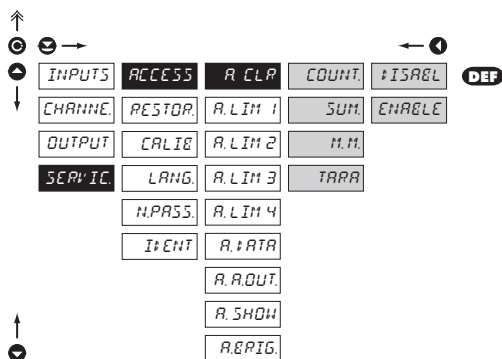 INPUTS ACCESS A. CLR COUNT. DISABL DEF
CHANNE. RESTOR. A. LIM 1 SUM. ENABLE
OUTPUT CALIB A. LIM 2 M. M.
SERVIC. LANG. A. LIM 3 TARA
N.PASS. A. LIM 4
IDENT A. DATA
A. A.OUT.
A. SHOW
A.BRIG.